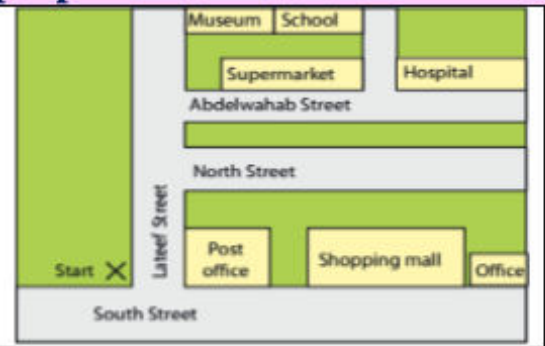 Museum School
Supermarket
Hospital
Abdelwahab Street
North Street
Lateef Street
Post
office
Shopping mall
Office
Start
South Street